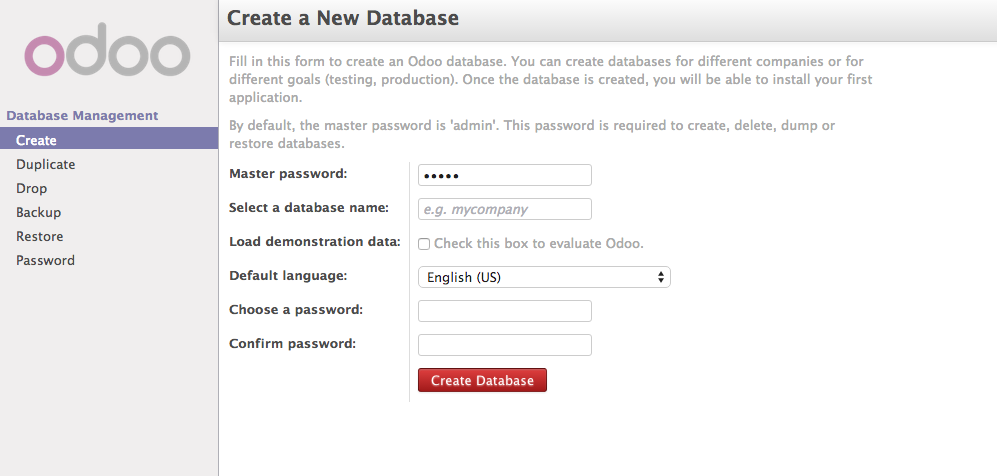 odoo
Database Management
Create
Duplicate
Drop
Backup
Restore
Password
Create a New Database
Fill in this form to create an Odoo database. You can create databases for different companies or for
different goals (testing, production). Once the database is created, you will be able to install your first
application.
By default, the master password is 'admin'. This password is required to create, delete, dump or
restore databases.
Master password: •••••
Select a database name: e.g. mycompany
Load demonstration data: Check this box to evaluate Odoo.
Default language: English (US)
Choose a password:
Confirm password:
Create Database